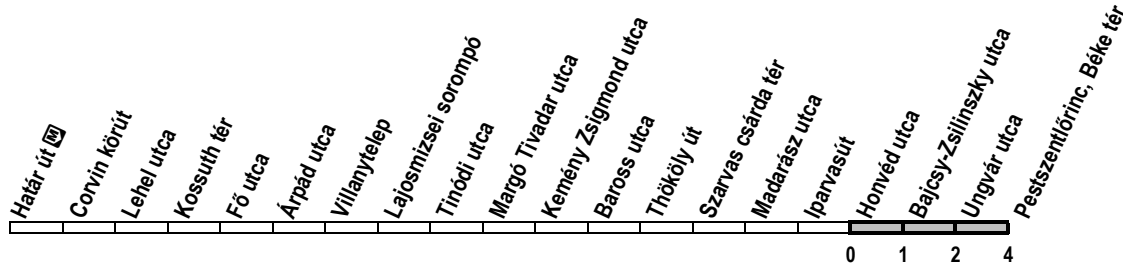 Határ út M
Corvin körút
Lehel utca
Kossuth tér
Fő utca
Árpád utca
Villanytelep
Lajosmizsei sorompó
Tinódi utca
Margó Tivadar utca
Kemény Zsigmond utca
Baross utca
Thököly út
Szarvas csárda tér
Madarász utca
Iparvasút
Honvéd utca
Bajcsy-Zsilinszky utca
Ungvár utca
Pestszentlőrinc, Béke tér
0 1 2 4